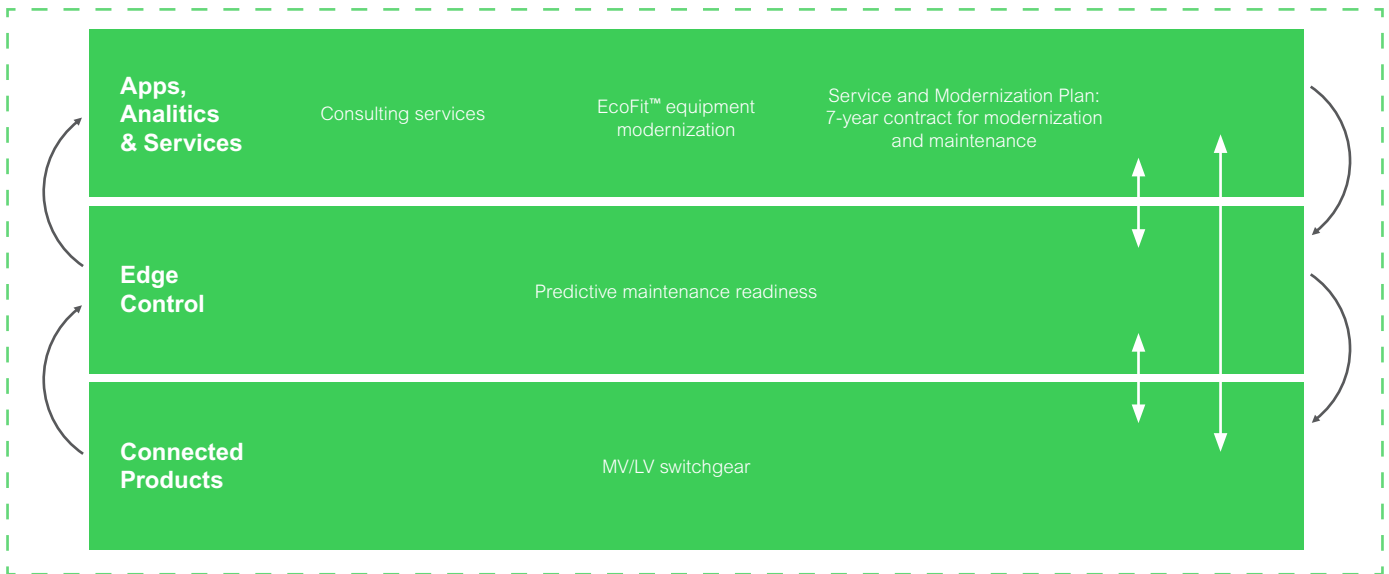 Apps,
Analitics
& Services
Consulting services
EcoFit™ equipment
modernization
Service and Modernization Plan:
7-year contract for modernization
and maintenance
Edge
Control
Predictive maintenance readiness
Connected
Products
MV/LV switchgear